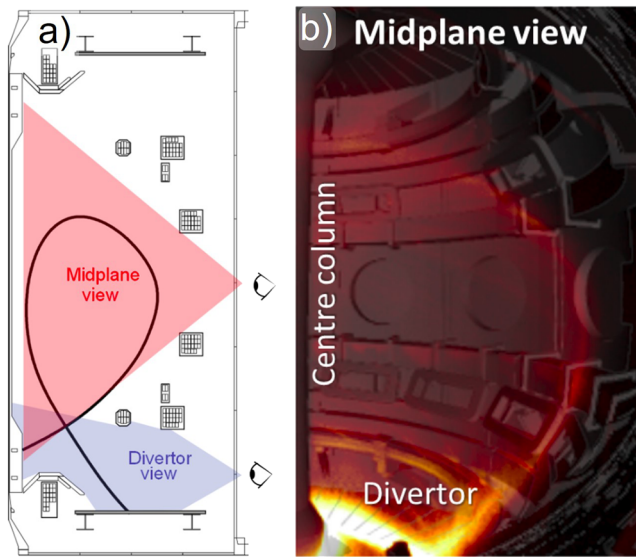 a)
Midplane
view
Divertor
view
b)
Midplane view
Centre column
Divertor